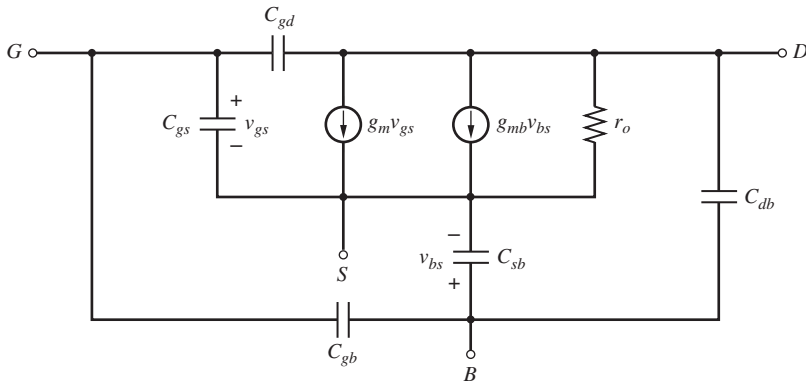 C_gd
G
D
+
C_gs
v_gs
–
g_m v_gs
g_mb v_bs
r_o
C_db
–
v_bs
C_sb
+
S
C_gb
B